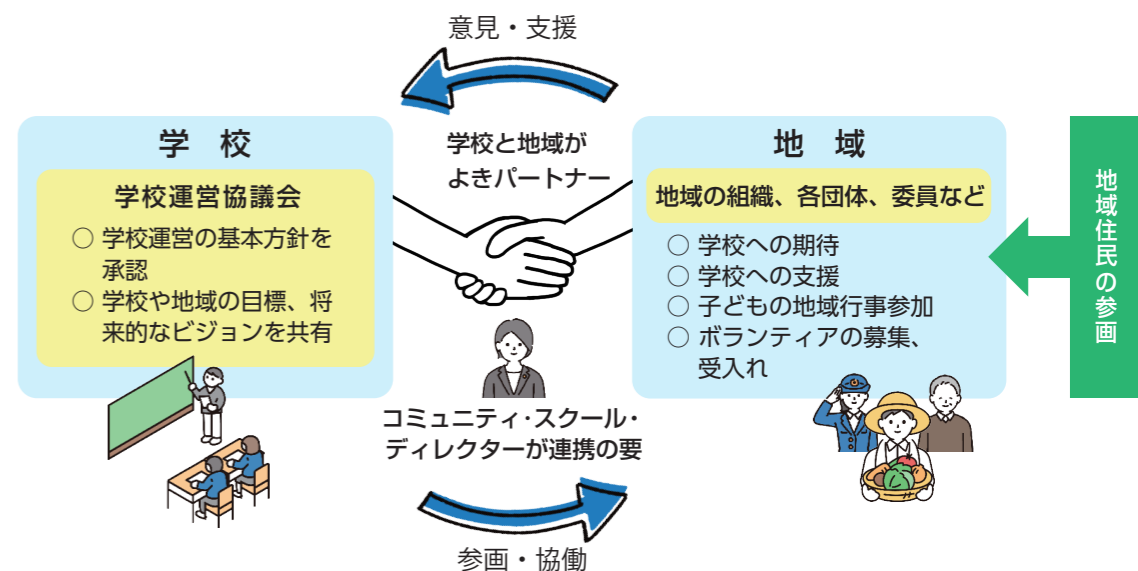 意見・支援
学 校
学校運営協議会
○ 学校運営の基本方針を
承認
○ 学校や地域の目標、将
来的なビジョンを共有
学校と地域が
よきパートナー
コミュニティ・スクール・
ディレクターが連携の要
地 域
地域の組織、各団体、委員など
○ 学校への期待
○ 学校への支援
○ 子どもの地域行事参加
○ ボランティアの募集、
受入れ
地域住民の参画
参画・協働